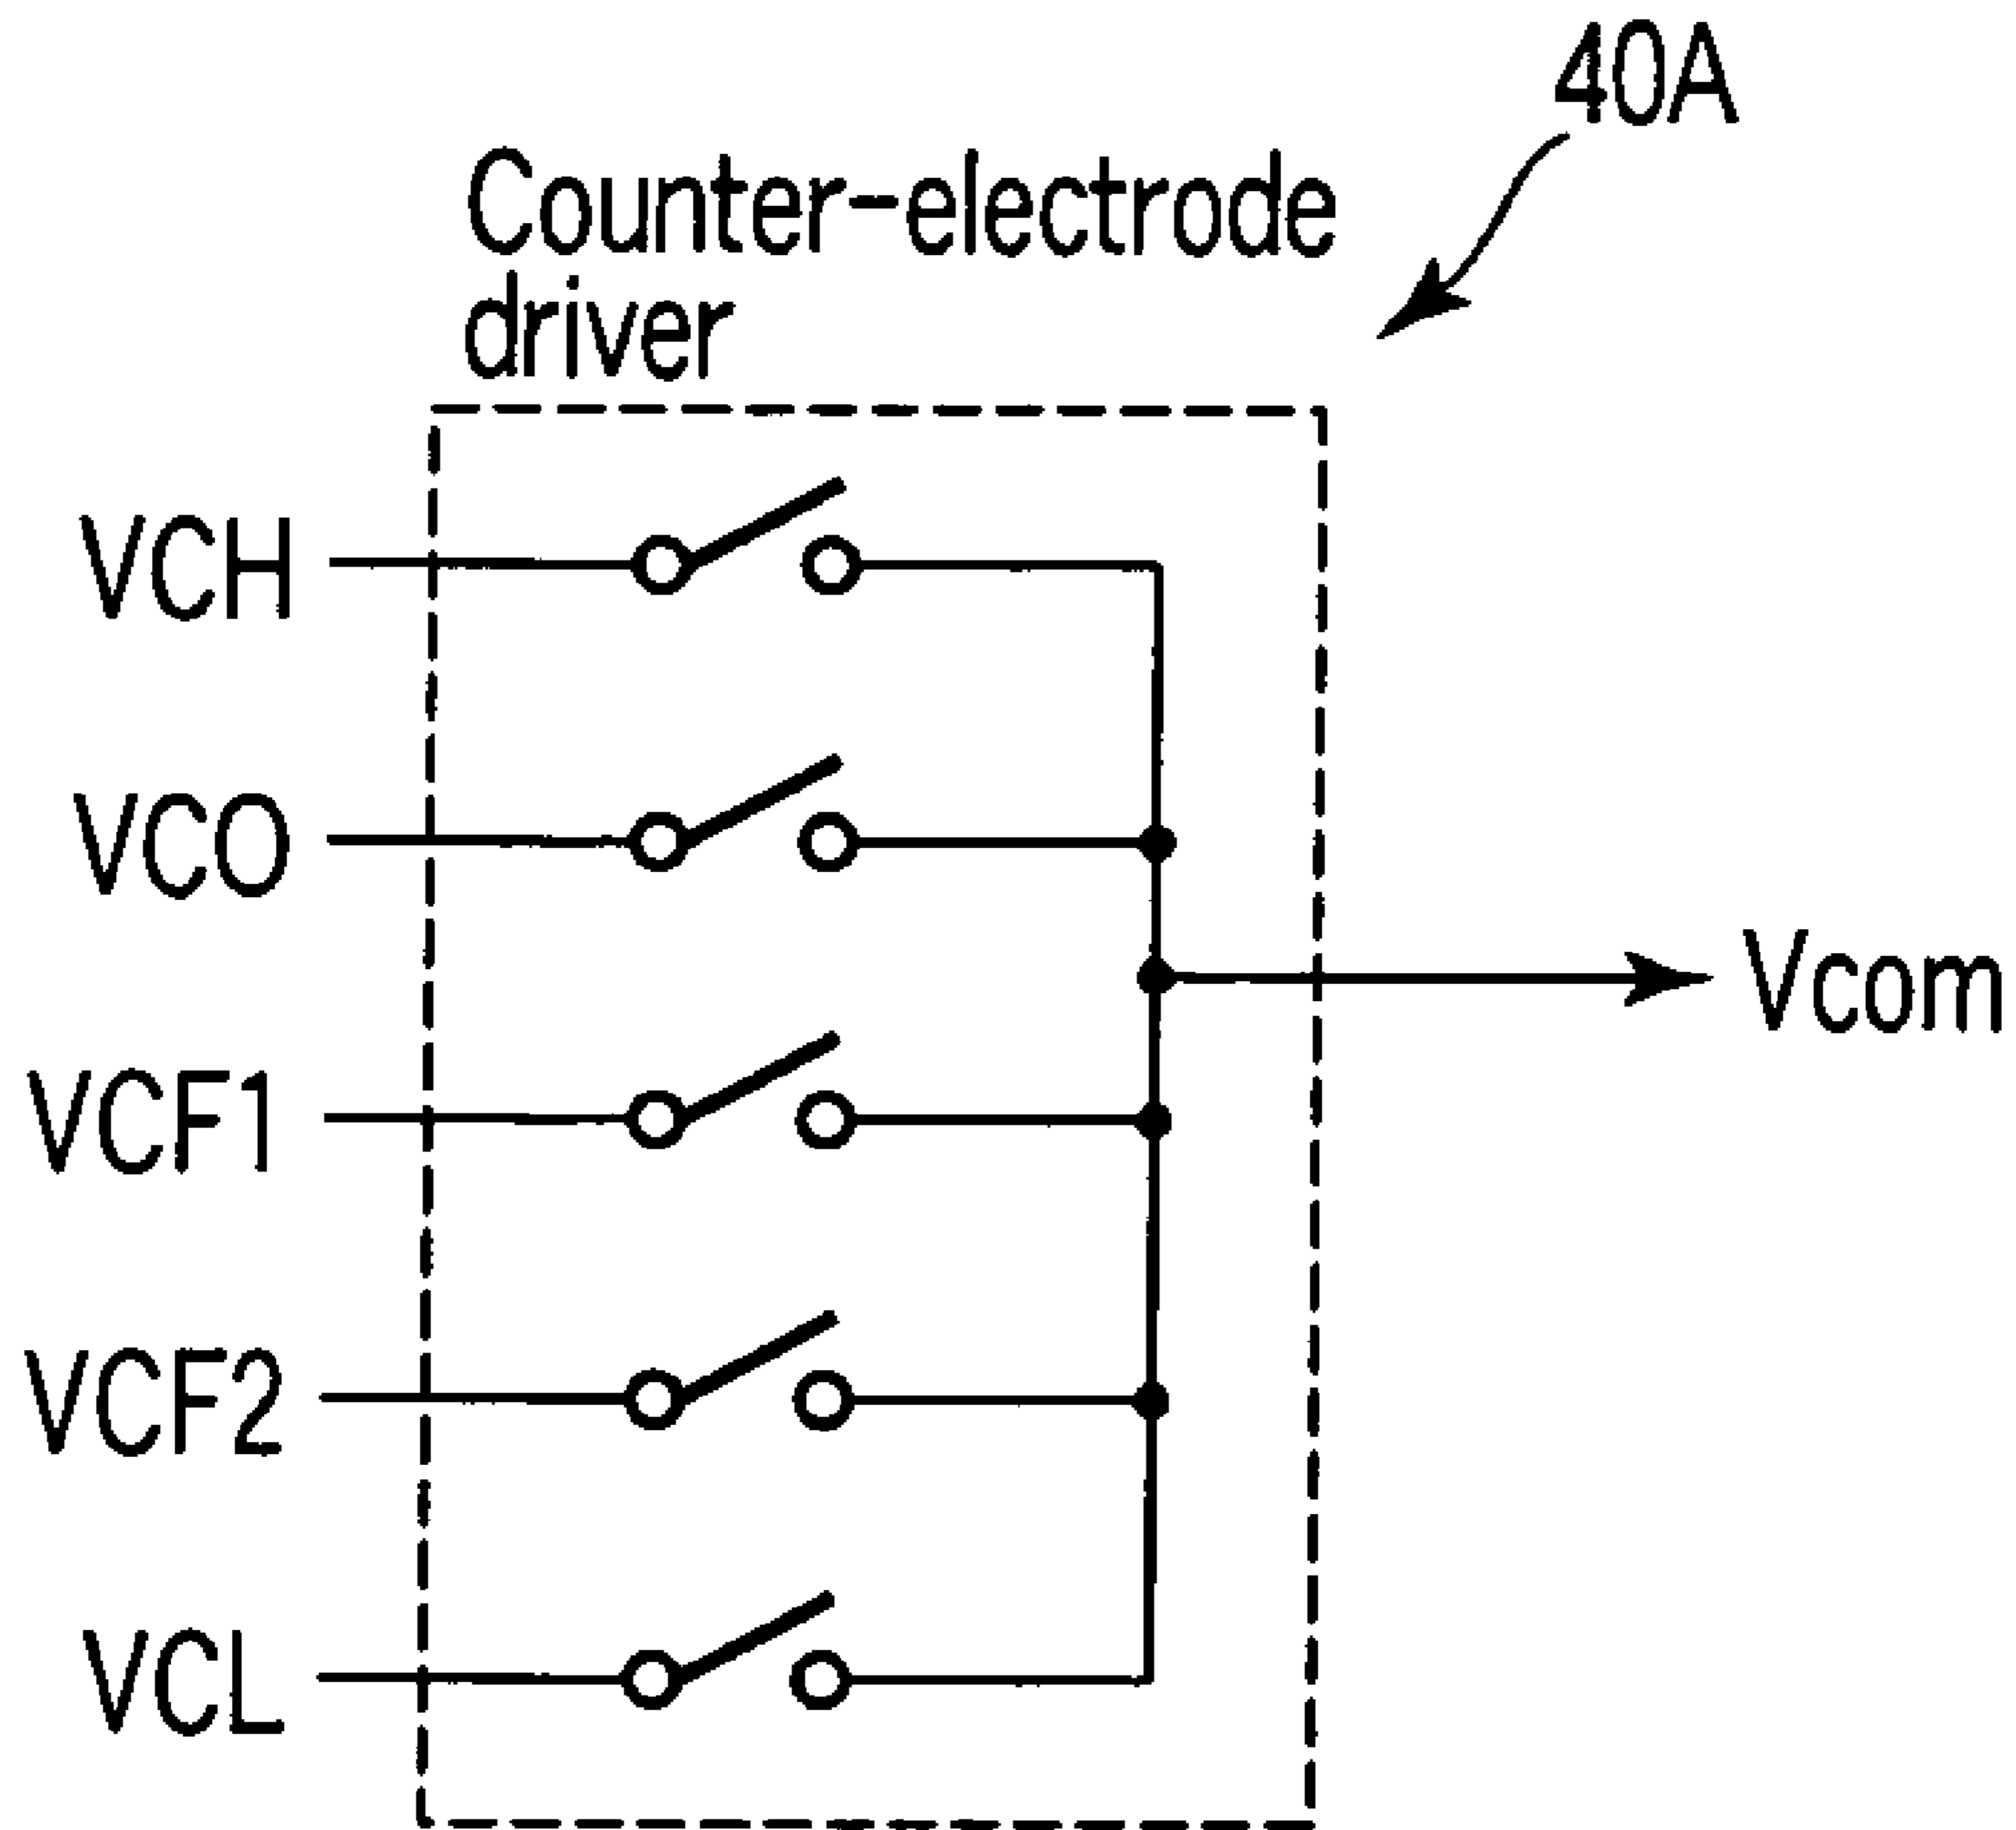 40A
Counter-electrode
driver
VCH
VCO
Vcom
VCF1
VCF2
VCL